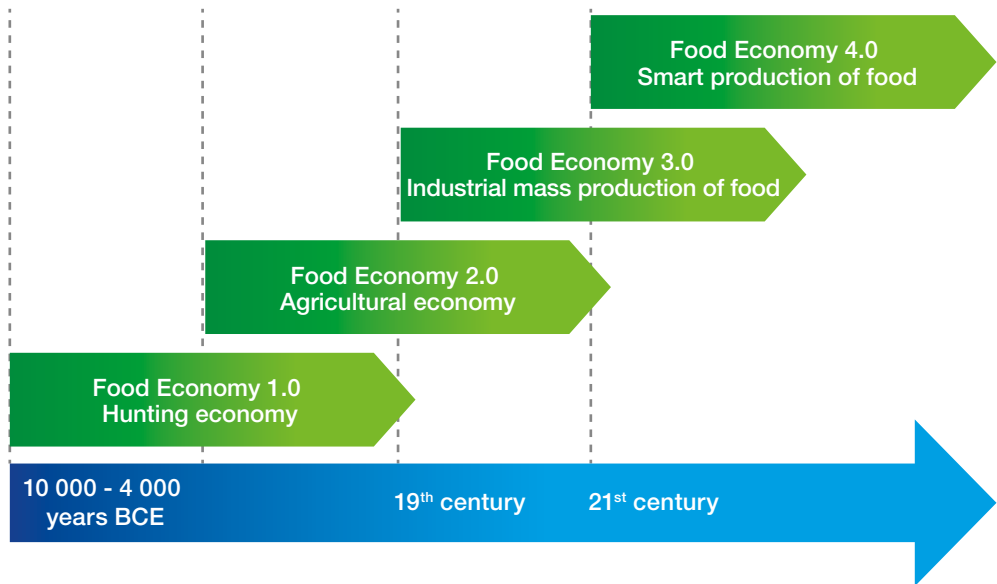 Food Economy 4.0
Smart production of food
Food Economy 3.0
Industrial mass production of food
Food Economy 2.0
Agricultural economy
Food Economy 1.0
Hunting economy
10 000 - 4 000
years BCE
19th century
21st century